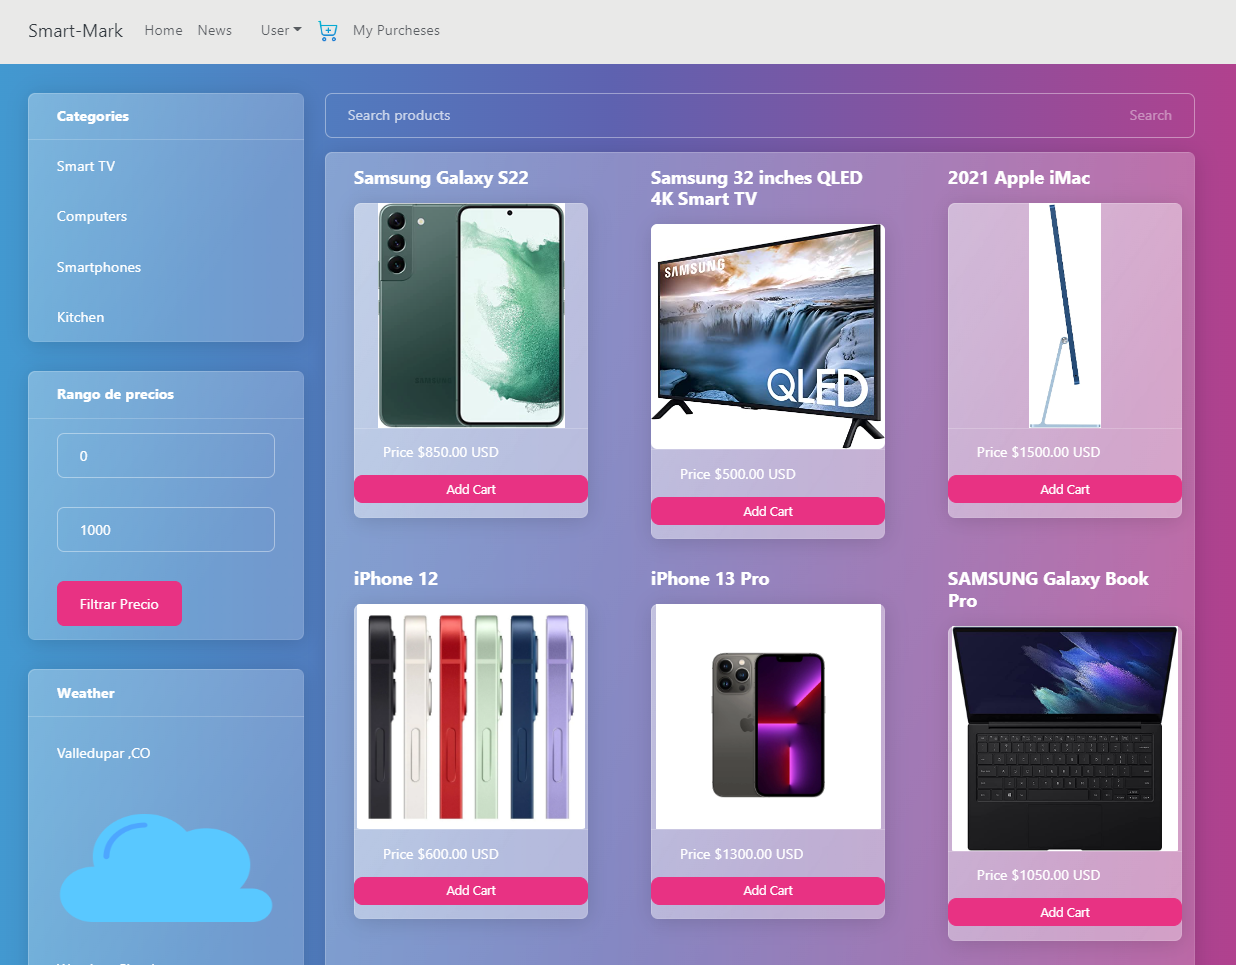 Smart-Mark
Home
News
User
My Purcheses
Categories
Smart TV
Computers
Smartphones
Kitchen
Rango de precios
0
1000
Filtrar Precio
Weather
Valledupar ,CO
Search products
Search
Samsung Galaxy S22
SAMSUNG
Price $850.00 USD
Add Cart
Samsung 32 inches QLED
4K Smart TV
SAMSUNG
QLED
Price $500.00 USD
Add Cart
2021 Apple iMac
Price $1500.00 USD
Add Cart
iPhone 12
Price $600.00 USD
Add Cart
iPhone 13 Pro
Price $1300.00 USD
Add Cart
SAMSUNG Galaxy Book
Pro
Price $1050.00 USD
Add Cart